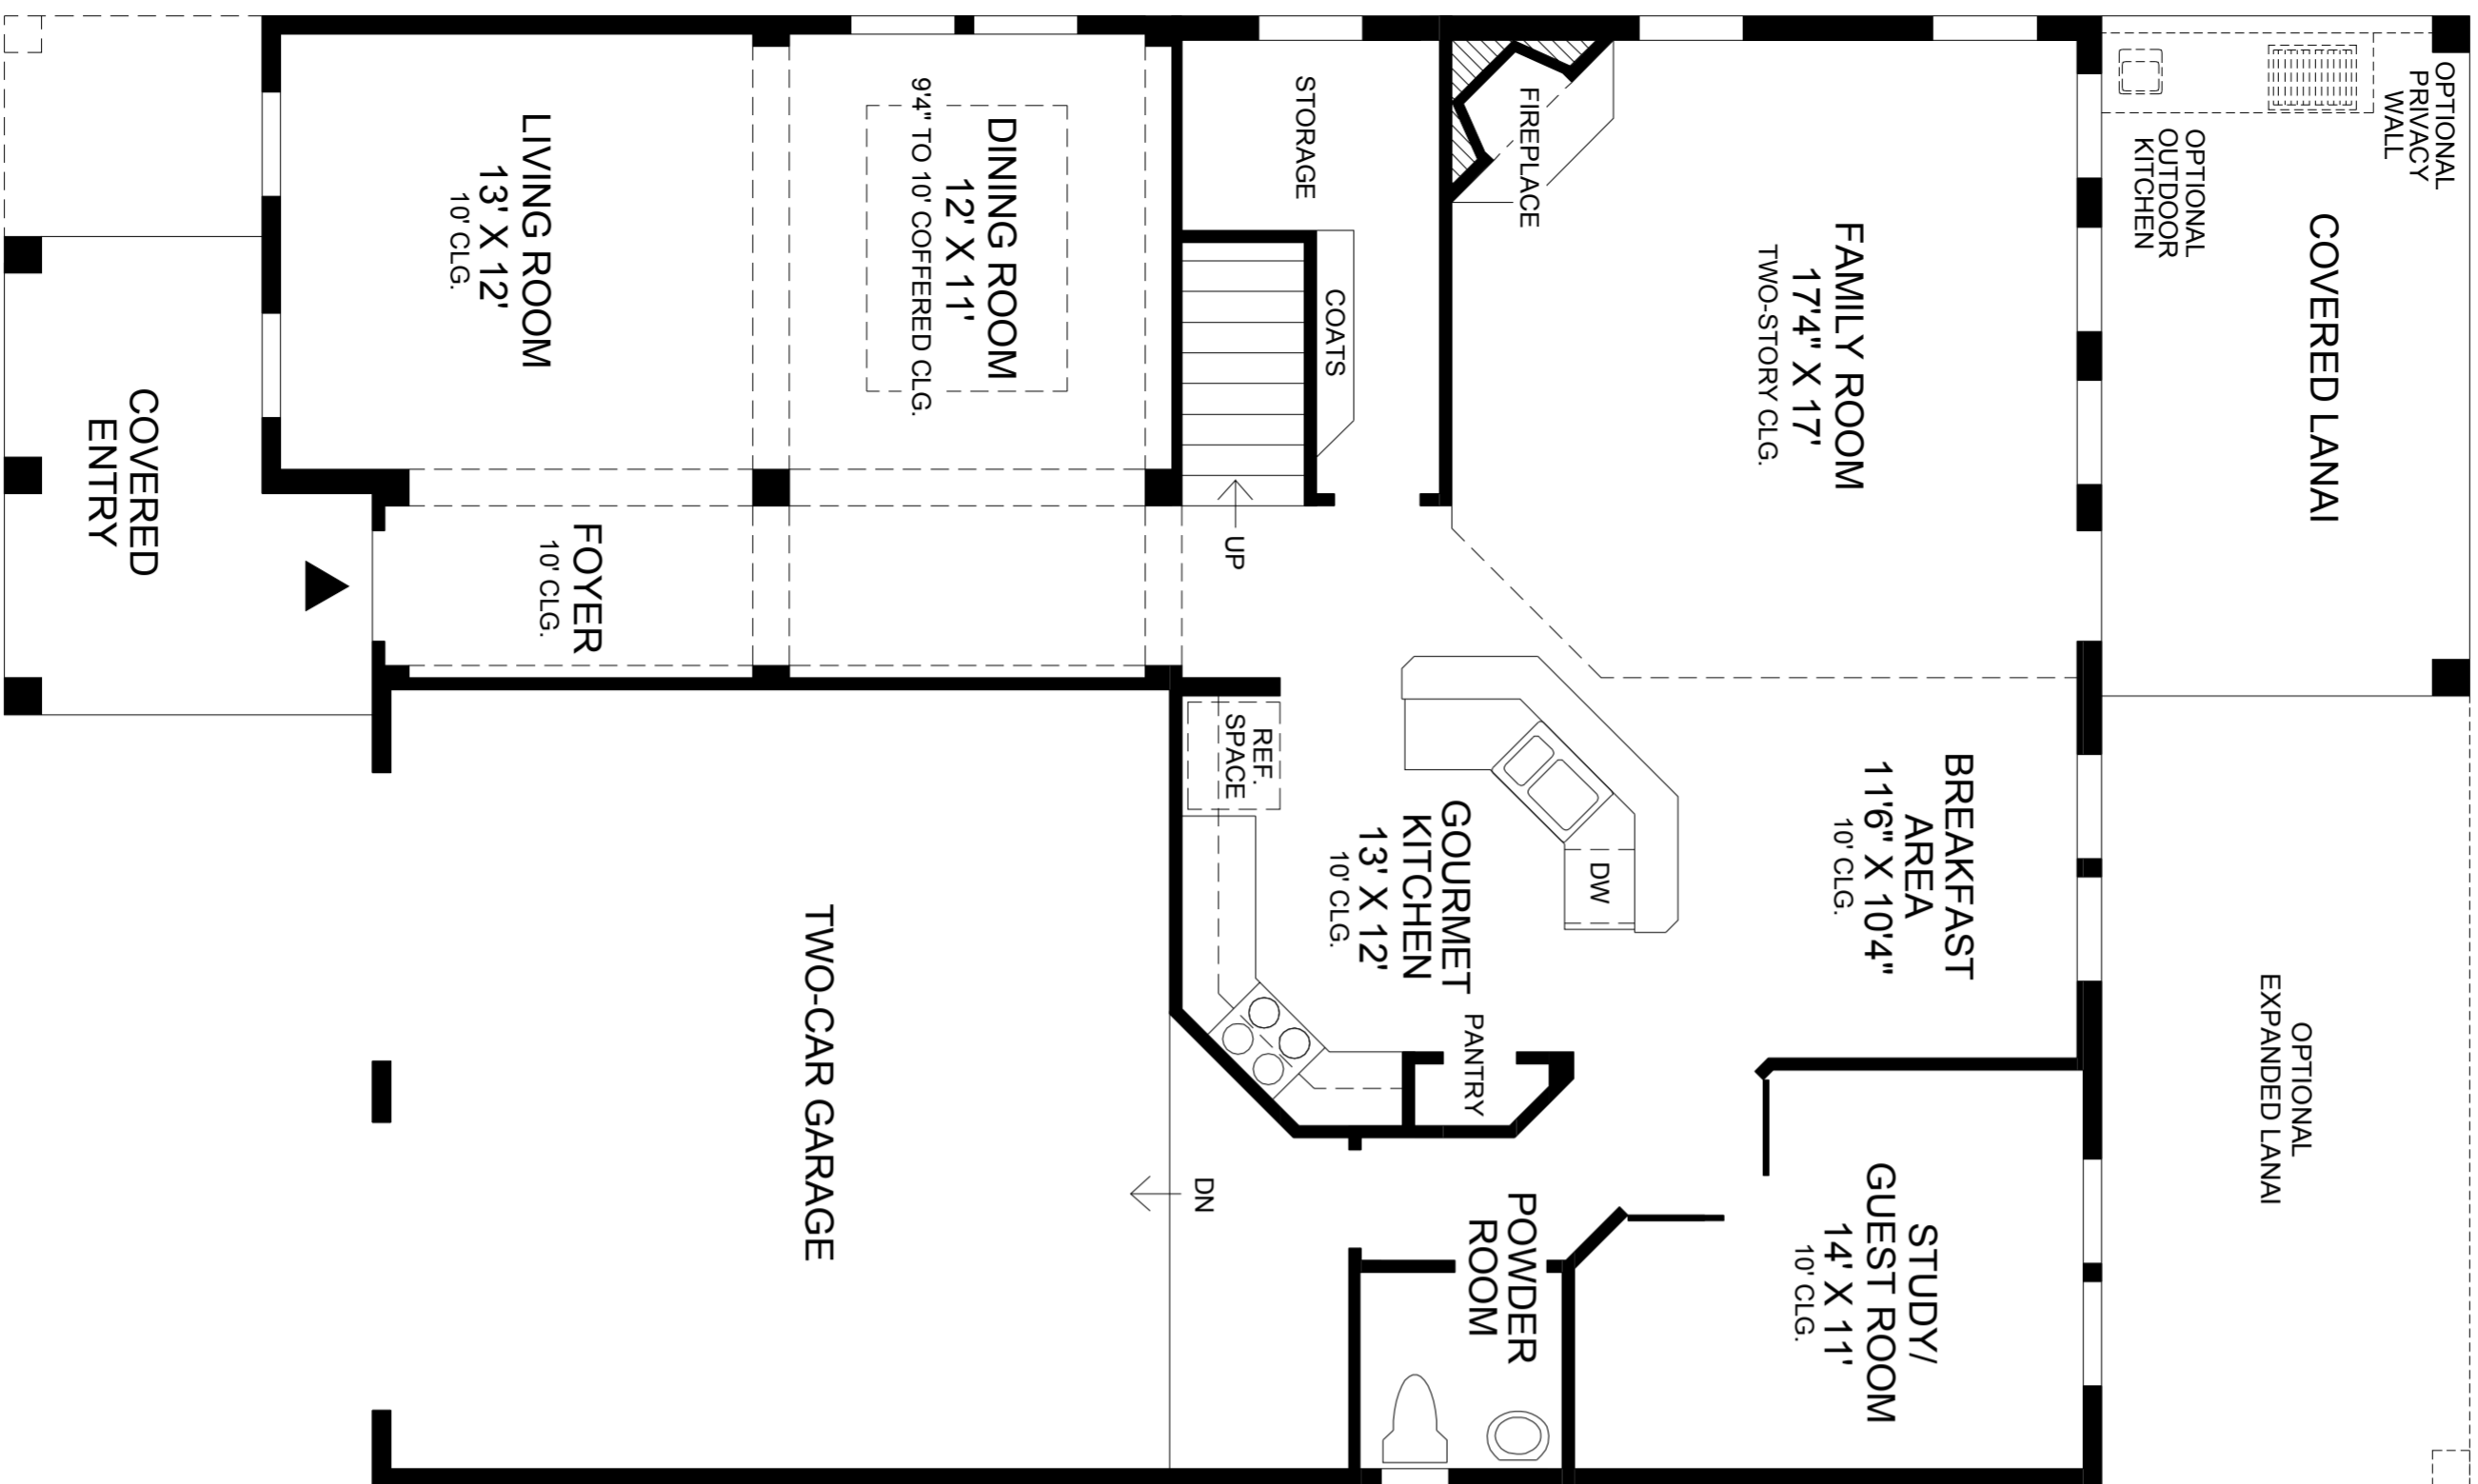 OPTIONAL
PRIVACY
WALL
OPTIONAL
OUTDOOR
KITCHEN
COVERED LANAI
OPTIONAL
EXPANDED LANAI
FIREPLACE
FAMILY ROOM
17'4" X 17'
TWO-STORY CLG.
BREAKFAST
AREA
11'6" X 10'4"
10' CLG.
STUDY/
GUEST ROOM
14' X 11'
10' CLG.
STORAGE
COATS
UP
REF.
SPACE
DW
GOURMET
KITCHEN
13' X 12'
10' CLG.
PANTRY
POWDER
ROOM
DN
DINING ROOM
12' X 11'
9'4" TO 10' COFFERED CLG.
LIVING ROOM
13' X 12'
10' CLG.
FOYER
10' CLG.
TWO-CAR GARAGE
COVERED
ENTRY